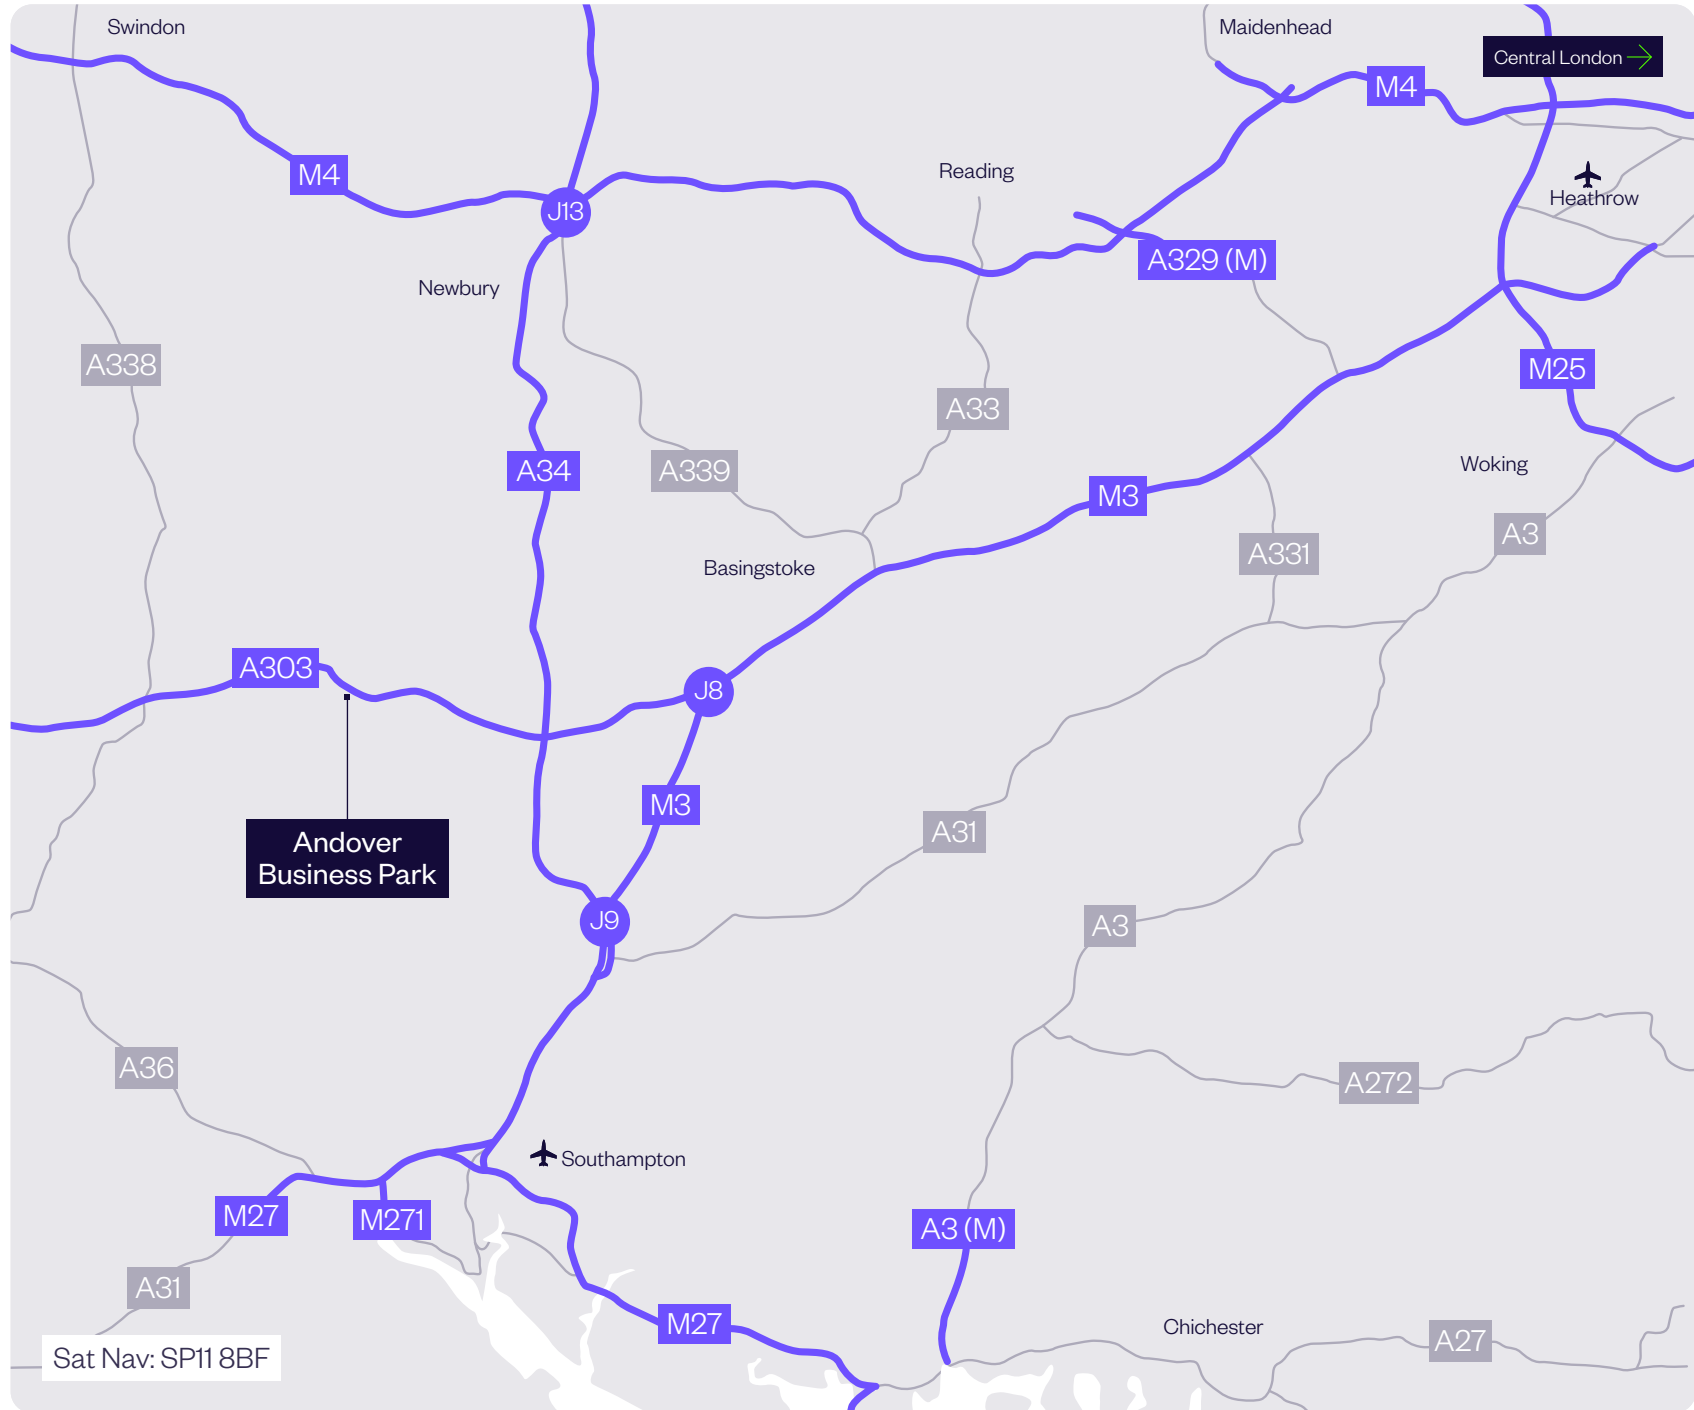 Swindon
Maidenhead
Central London
M4
M4
Reading
Heathrow
J13
A329 (M)
Newbury
A338
M25
A33
Woking
A34
A339
M3
A3
A331
Basingstoke
A303
J8
M3
A31
Andover
Business Park
J9
A3
A36
A272
Southampton
M27
M271
A3 (M)
A31
M27
Chichester
A27
Sat Nav: SP11 8BF